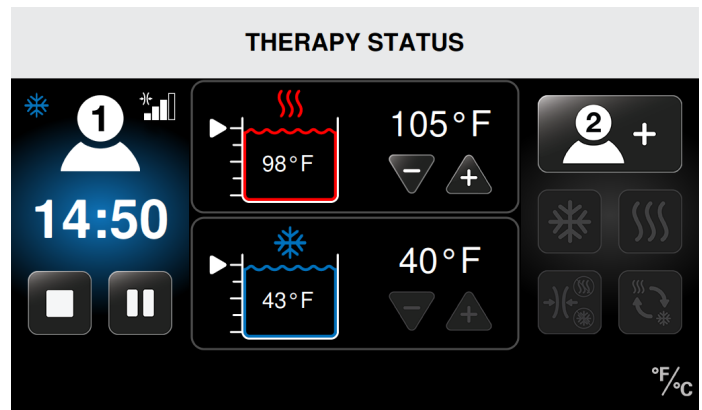 THERAPY STATUS
1
14:50
98°F
105°F
− +
43°F
40°F
− +
2 +
°F/°C